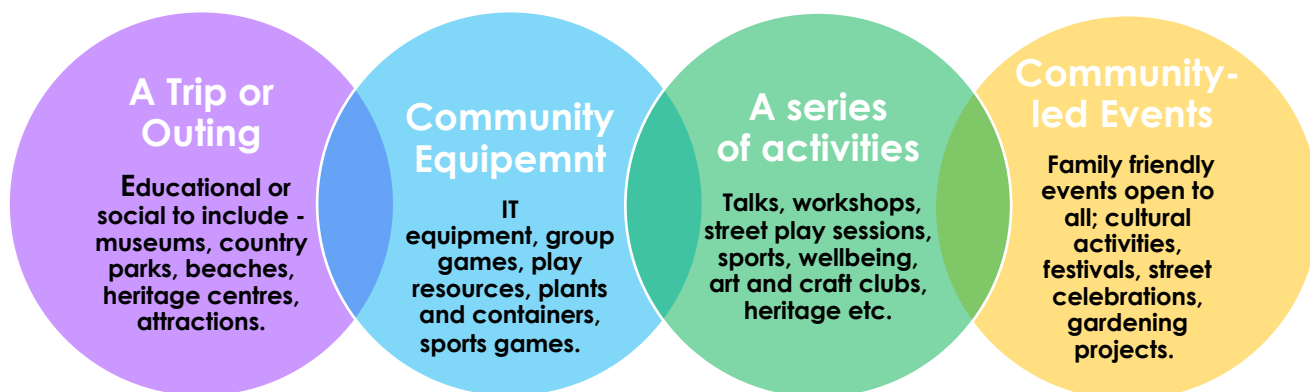 A Trip or
Outing
Educational or
social to include -
museums, country
parks, beaches,
heritage centres,
attractions.
Community
Equipemnt
IT
equipment, group
games, play
resources, plants
and containers,
sports games.
A series
of activities
Talks, workshops,
street play sessions,
sports, wellbeing,
art and craft clubs,
heritage etc.
Community-
led Events
Family friendly
events open to
all; cultural
activities,
festivals, street
celebrations,
gardening
projects.